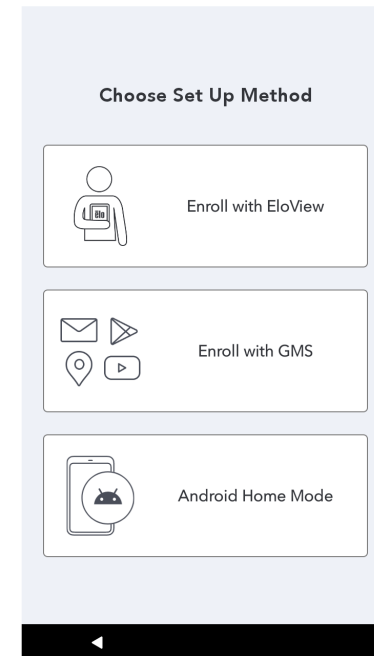 Choose Set Up Method
elo
Enroll with EloView
Enroll with GMS
Android Home Mode